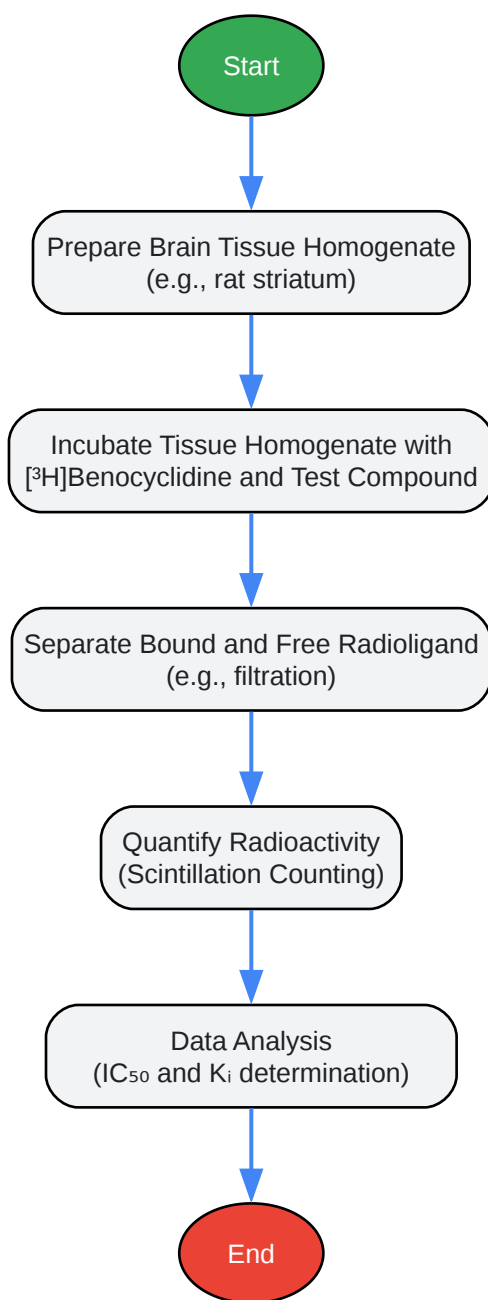 Start
Prepare Brain Tissue Homogenate
(e.g., rat striatum)
Incubate Tissue Homogenate with
[³H]Benocyclidine and Test Compound
Separate Bound and Free Radioligand
(e.g., filtration)
Quantify Radioactivity
(Scintillation Counting)
Data Analysis
(IC₅₀ and Kᵢ determination)
End